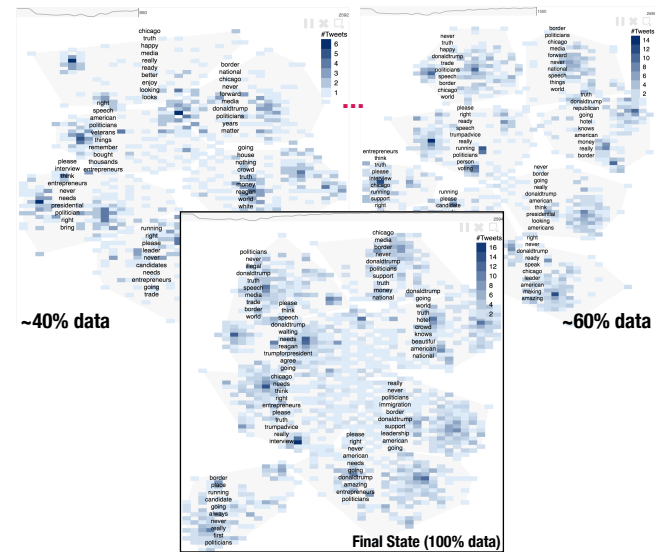 980
2592
#Tweets
6
5
4
3
2
1
chicago
truth
happy
media
really
ready
better
enjoy
looking
looks
border
national
chicago
never
forward
media
donaldtrump
politicians
years
matter
right
speech
american
politicians
veterans
things
remember
bought
thousands
entrepreneurs
please
interview
think
entrepreneurs
never
needs
presidential
politician
right
bring
going
house
nothing
crowd
truth
money
reagan
world
white
running
right
please
leader
never
candidates
needs
entrepreneurs
going
trade
~40% data
#Tweets
14
12
10
8
6
4
2
never
truth
happy
donaldtrump
trade
politicians
speech
border
chicago
world
border
politicians
chicago
media
forward
never
national
speech
things
world
truth
donaldtrump
republican
going
hotel
knows
american
money
really
border
please
right
ready
speech
trumpadvice
really
running
politicians
person
voting
entrepreneurs
think
truth
please
interview
chicago
running
support
right
running
please
candidate
never
border
going
really
donaldtrump
american
think
presidential
looking
americans
right
never
donaldtrump
ready
speak
chicago
leader
american
making
amazing
~60% data
#Tweets
16
14
12
10
8
6
4
2
chicago
media
border
never
donaldtrump
politicians
support
truth
money
national
politicians
never
illegal
donaldtrump
truth
speech
media
trade
border
world
please
think
speech
donaldtrump
waiting
needs
reagan
trumpforpresident
agree
going
donaldtrump
going
world
truth
hotel
crowd
knows
beautiful
american
national
chicago
needs
think
right
entrepreneurs
please
truth
trumpadvice
really
interview
really
never
politicians
immigration
border
donaldtrump
support
leadership
american
going
please
right
never
american
needs
going
donaldtrump
amazing
entrepreneurs
politicians
border
place
running
candidate
going
always
never
really
first
politicians
Final State (100% data)